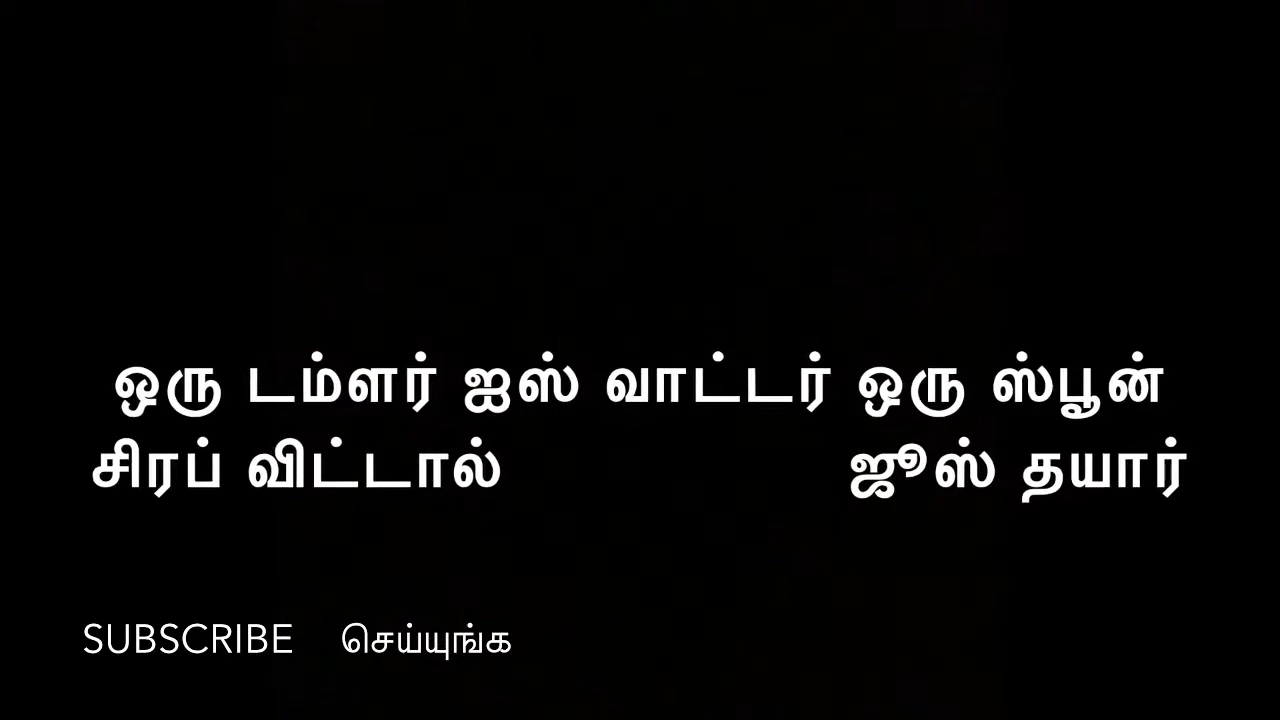 ஒரு டம்ளர் ஐஸ் வாட்டர் ஒரு ஸ்பூன்
சிரப் விட்டால் ஜூஸ் தயார்
SUBSCRIBE செய்யுங்க